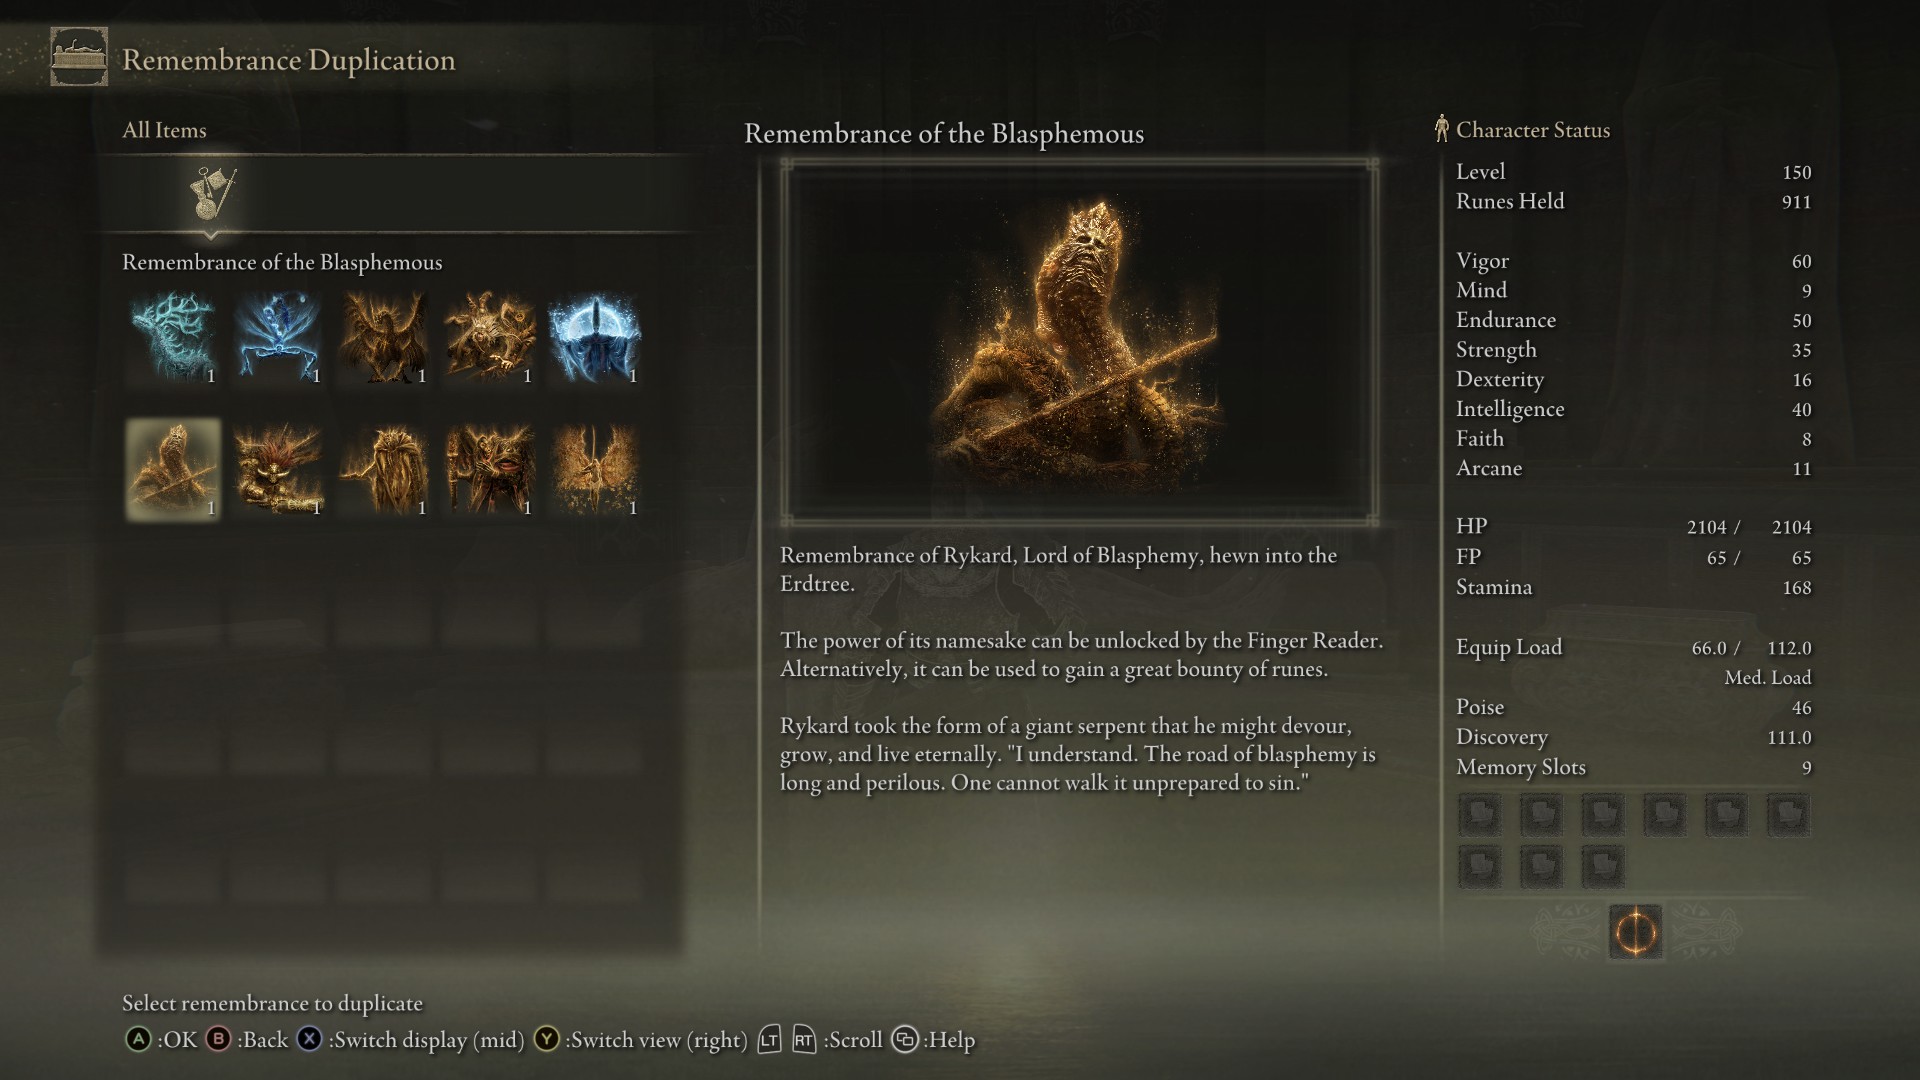 Remembrance Duplication
All Items
Remembrance of the Blasphemous
1 1 1 1 1
1 1 1 1 1
Remembrance of the Blasphemous
Remembrance of Rykard, Lord of Blasphemy, hewn into the
Erdtree.
The power of its namesake can be unlocked by the Finger Reader.
Alternatively, it can be used to gain a great bounty of runes.
Rykard took the form of a giant serpent that he might devour,
grow, and live eternally. "I understand. The road of blasphemy is
long and perilous. One cannot walk it unprepared to sin."
Character Status
Level 150
Runes Held 911
Vigor 60
Mind 9
Endurance 50
Strength 35
Dexterity 16
Intelligence 40
Faith 8
Arcane 11
HP 2104 / 2104
FP 65 / 65
Stamina 168
Equip Load 66.0 / 112.0
Med. Load
Poise 46
Discovery 111.0
Memory Slots 9
Select remembrance to duplicate
A :OK B :Back X :Switch display (mid) Y :Switch view (right) LT RT :Scroll :Help